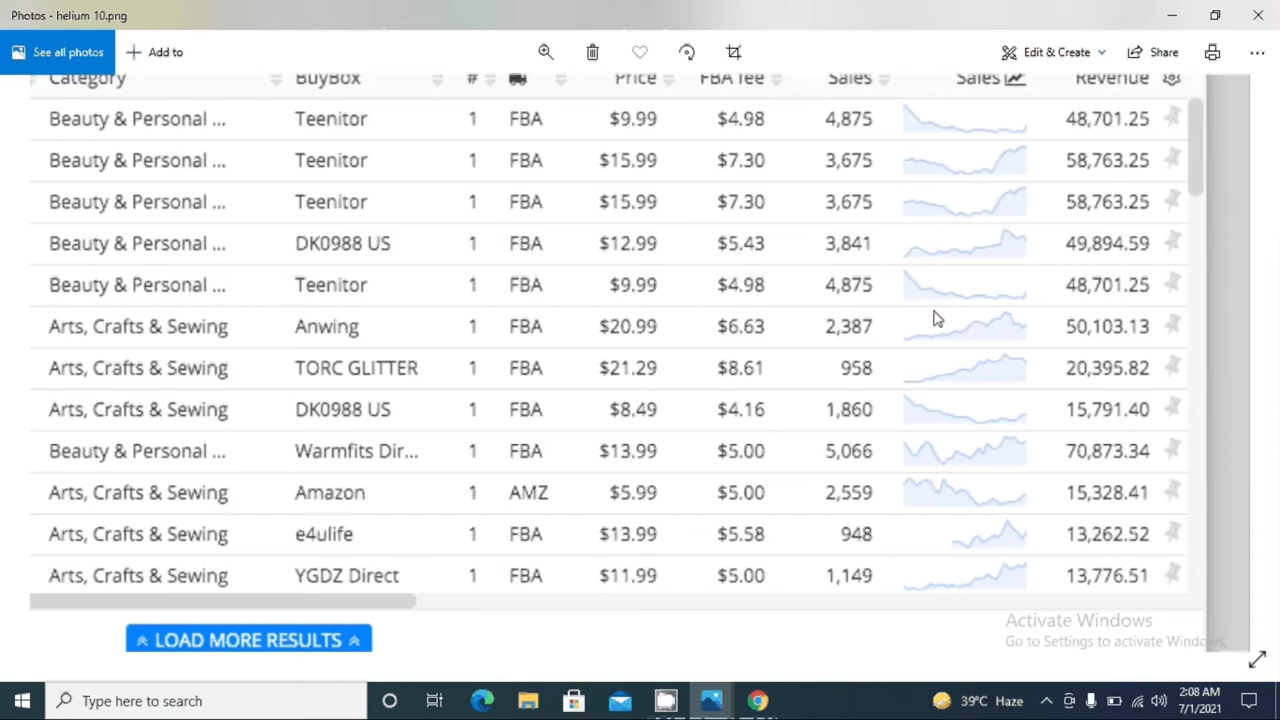 Photos - helium 10.png
See all photos Add to Edit & Create Share
Category BuyBox # Price FBA fee Sales Sales Revenue
Beauty & Personal ... Teenitor 1 FBA $9.99 $4.98 4,875 48,701.25
Beauty & Personal ... Teenitor 1 FBA $15.99 $7.30 3,675 58,763.25
Beauty & Personal ... Teenitor 1 FBA $15.99 $7.30 3,675 58,763.25
Beauty & Personal ... DK0988 US 1 FBA $12.99 $5.43 3,841 49,894.59
Beauty & Personal ... Teenitor 1 FBA $9.99 $4.98 4,875 48,701.25
Arts, Crafts & Sewing Anwing 1 FBA $20.99 $6.63 2,387 50,103.13
Arts, Crafts & Sewing TORC GLITTER 1 FBA $21.29 $8.61 958 20,395.82
Arts, Crafts & Sewing DK0988 US 1 FBA $8.49 $4.16 1,860 15,791.40
Beauty & Personal ... Warmfits Dir... 1 FBA $13.99 $5.00 5,066 70,873.34
Arts, Crafts & Sewing Amazon 1 AMZ $5.99 $5.00 2,559 15,328.41
Arts, Crafts & Sewing e4ulife 1 FBA $13.99 $5.58 948 13,262.52
Arts, Crafts & Sewing YGDZ Direct 1 FBA $11.99 $5.00 1,149 13,776.51
LOAD MORE RESULTS
Activate Windows
Go to Settings to activate Windows.
Type here to search 39°C Haze 2:08 AM
7/1/2021